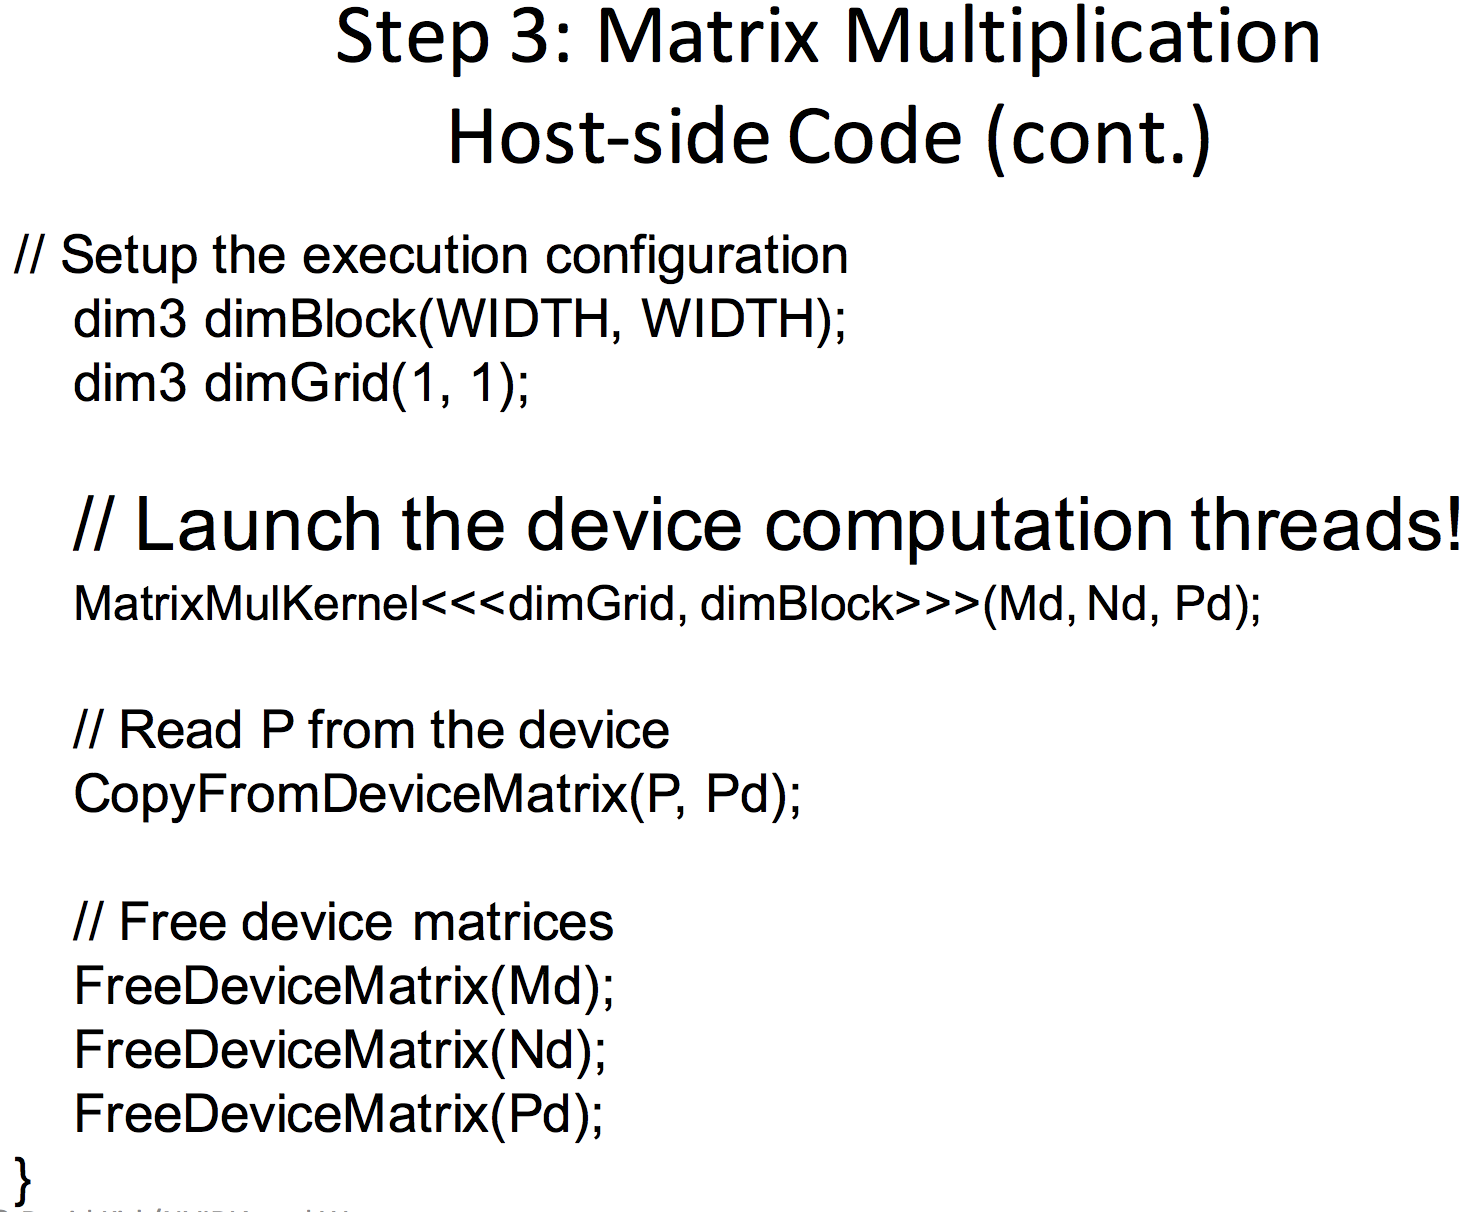 Step 3: Matrix Multiplication
Host-side Code (cont.)
// Setup the execution configuration
dim3 dimBlock(WIDTH, WIDTH);
dim3 dimGrid(1, 1);
// Launch the device computation threads!
MatrixMulKernel<<<dimGrid, dimBlock>>>(Md, Nd, Pd);
// Read P from the device
CopyFromDeviceMatrix(P, Pd);
// Free device matrices
FreeDeviceMatrix(Md);
FreeDeviceMatrix(Nd);
FreeDeviceMatrix(Pd);
}